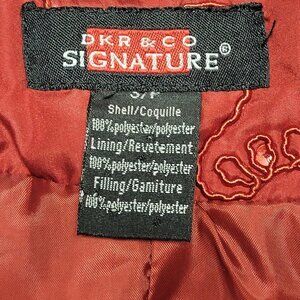 DKR & CO
SIGNATURE®
S/P
Shell/Coquille
100%polyester/polyester
Lining/Revetement
100%polyester/polyester
Filling/Gamiture
100%polyester/polyester